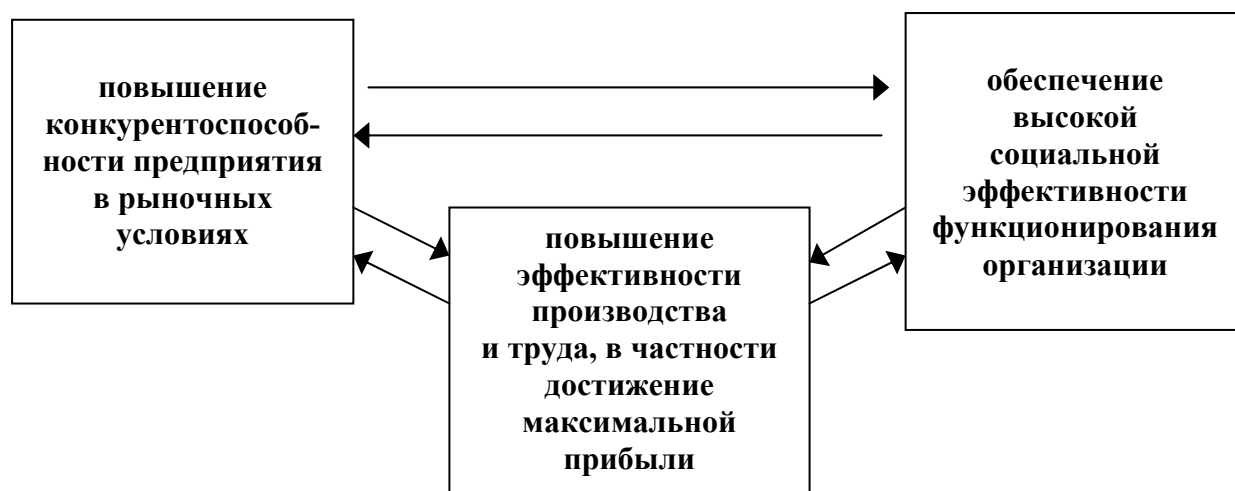 повышение
конкурентоспособ-
ности предприятия
в рыночных
условиях
повышение
эффективности
производства
и труда, в частности
достижение
максимальной
прибыли
обеспечение
высокой
социальной
эффективности
функционирования
организации